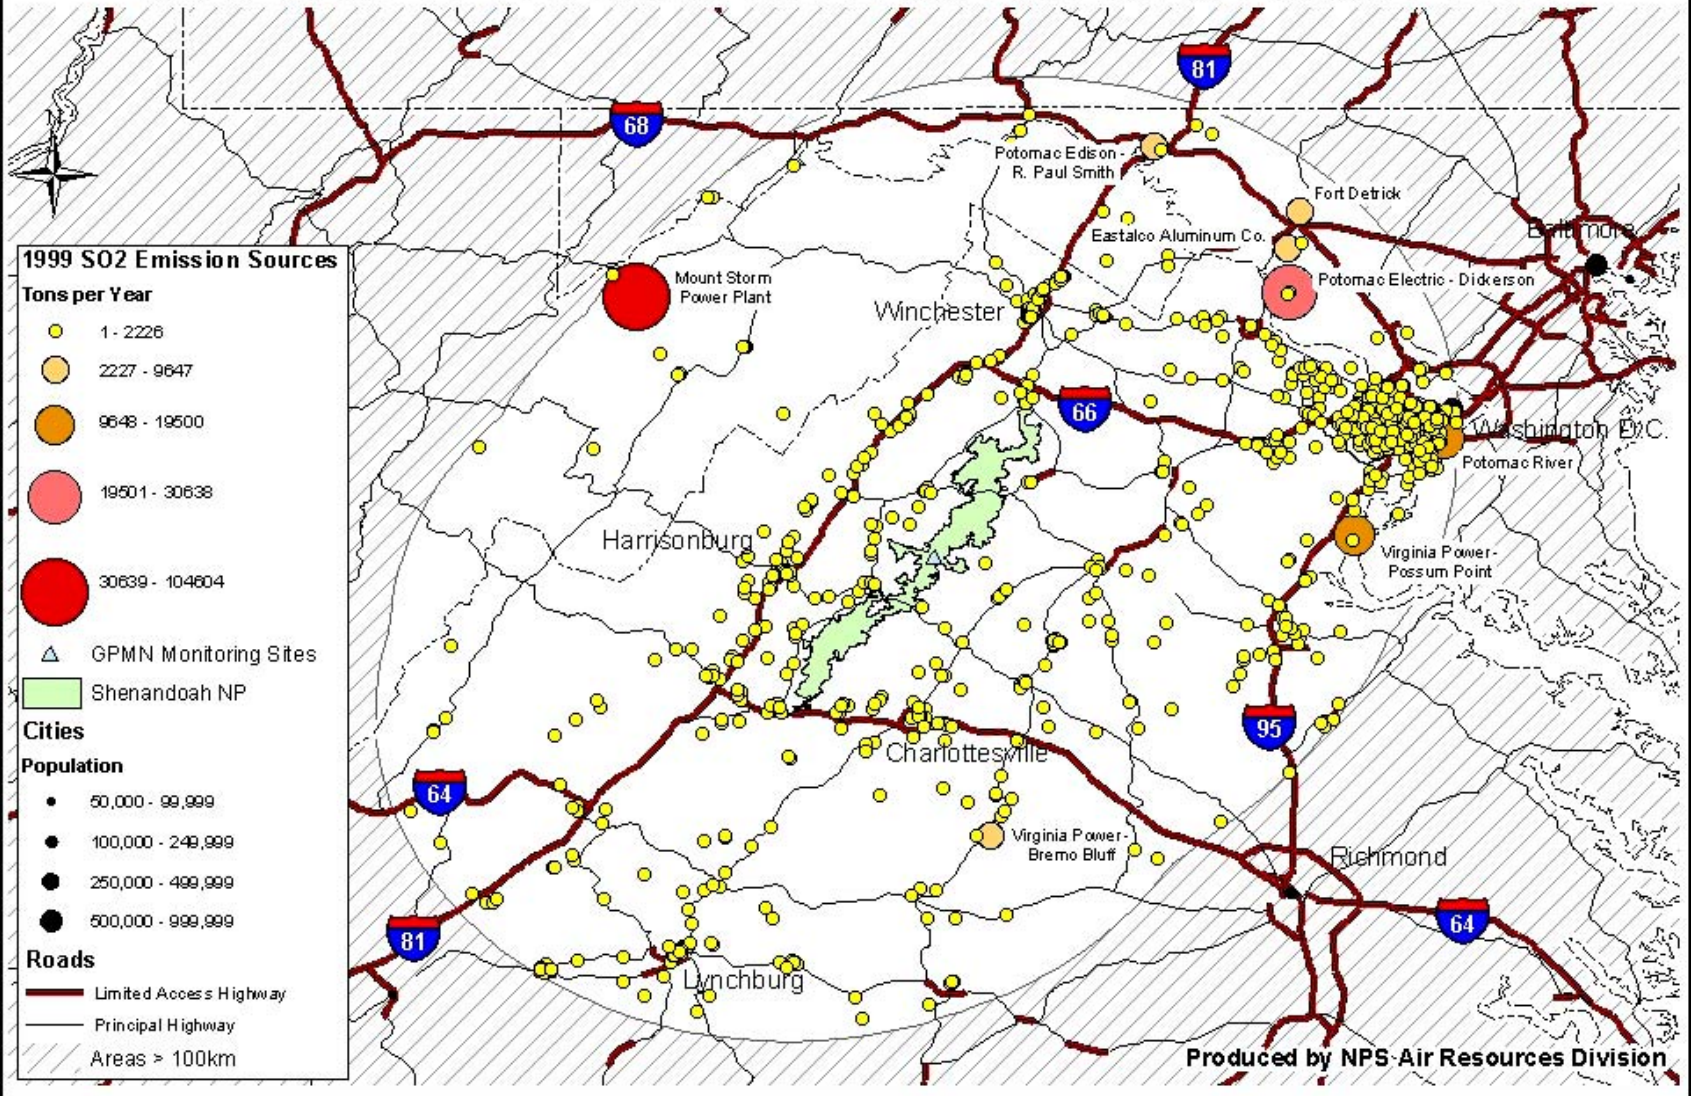 81
68
Potomac Edison -
R. Paul Smith
Fort Detrick
Baltimore
Eastalco Aluminum Co.
1999 SO2 Emission Sources
Tons per Year
1 - 2226
2227 - 9647
9648 - 19500
19501 - 30638
30639 - 104604
GPMN Monitoring Sites
Shenandoah NP
Cities
Population
50,000 - 99,999
100,000 - 249,999
250,000 - 499,999
500,000 - 999,999
Roads
Limited Access Highway
Principal Highway
Areas > 100km
Mount Storm
Power Plant
Potomac Electric - Dickerson
Winchester
66
Washington D.C.
Potomac River
Harrisonburg
Virginia Power-
Possum Point
95
Charlottesville
64
Virginia Power-
Bremo Bluff
Richmond
64
81
Lynchburg
Produced by NPS Air Resources Division